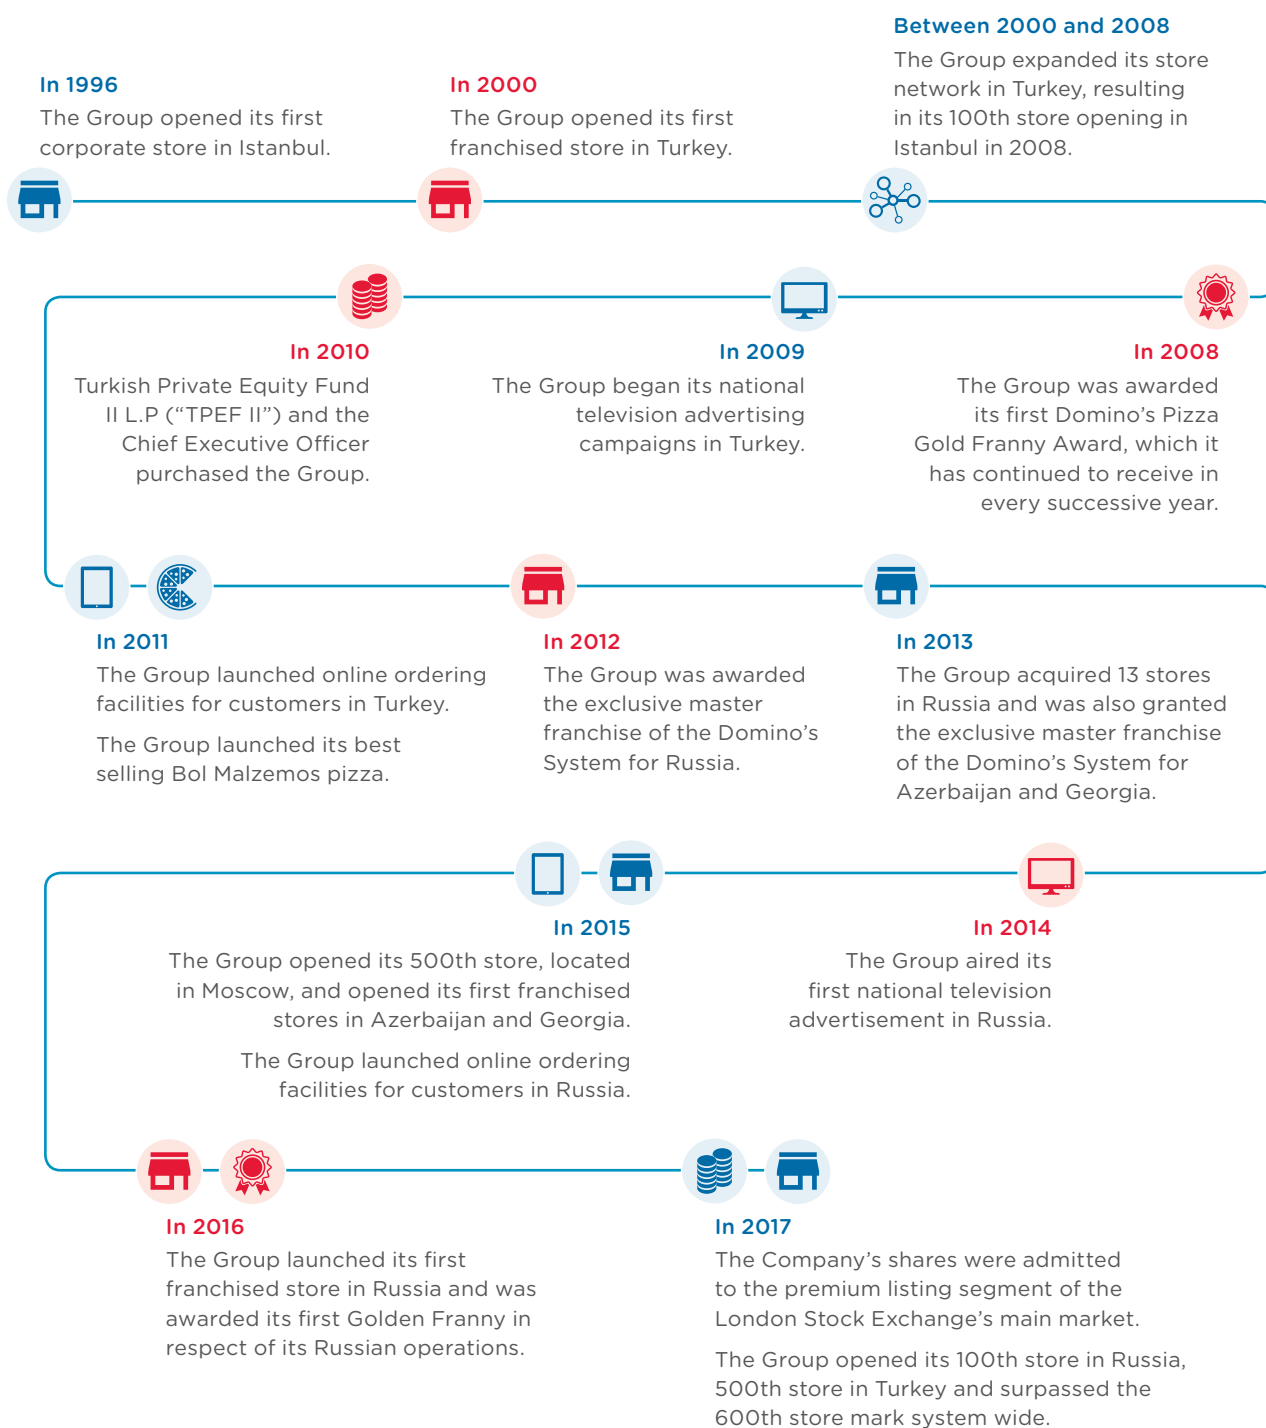 In 1996
The Group opened its first
corporate store in Istanbul.
In 2000
The Group opened its first
franchised store in Turkey.
Between 2000 and 2008
The Group expanded its store
network in Turkey, resulting
in its 100th store opening in
Istanbul in 2008.
In 2008
The Group was awarded
its first Domino’s Pizza
Gold Franny Award, which it
has continued to receive in
every successive year.
In 2009
The Group began its national
television advertising
campaigns in Turkey.
In 2010
Turkish Private Equity Fund
II L.P (“TPEF II”) and the
Chief Executive Officer
purchased the Group.
In 2011
The Group launched online ordering
facilities for customers in Turkey.
The Group launched its best
selling Bol Malzemos pizza.
In 2012
The Group was awarded
the exclusive master
franchise of the Domino’s
System for Russia.
In 2013
The Group acquired 13 stores
in Russia and was also granted
the exclusive master franchise
of the Domino’s System for
Azerbaijan and Georgia.
In 2014
The Group aired its
first national television
advertisement in Russia.
In 2015
The Group opened its 500th store, located
in Moscow, and opened its first franchised
stores in Azerbaijan and Georgia.
The Group launched online ordering
facilities for customers in Russia.
In 2016
The Group launched its first
franchised store in Russia and was
awarded its first Golden Franny in
respect of its Russian operations.
In 2017
The Company’s shares were admitted
to the premium listing segment of the
London Stock Exchange’s main market.
The Group opened its 100th store in Russia,
500th store in Turkey and surpassed the
600th store mark system wide.